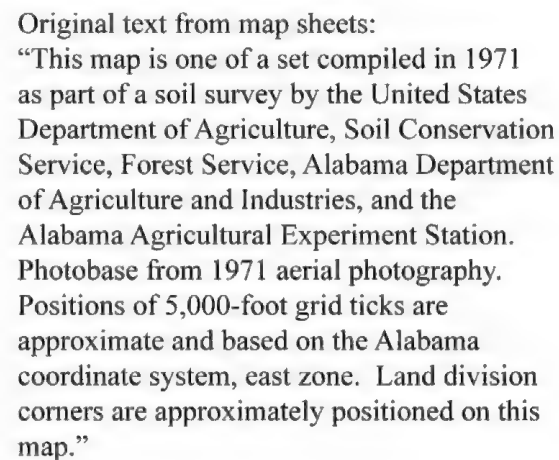 Original text from map sheets:
“This map is one of a set compiled in 1971
as part of a soil survey by the United States
Department of Agriculture, Soil Conservation
Service, Forest Service, Alabama Department
of Agriculture and Industries, and the
Alabama Agricultural Experiment Station.
Photobase from 1971 aerial photography.
Positions of 5,000-foot grid ticks are
approximate and based on the Alabama
coordinate system, east zone.  Land division
corners are approximately positioned on this
map.”